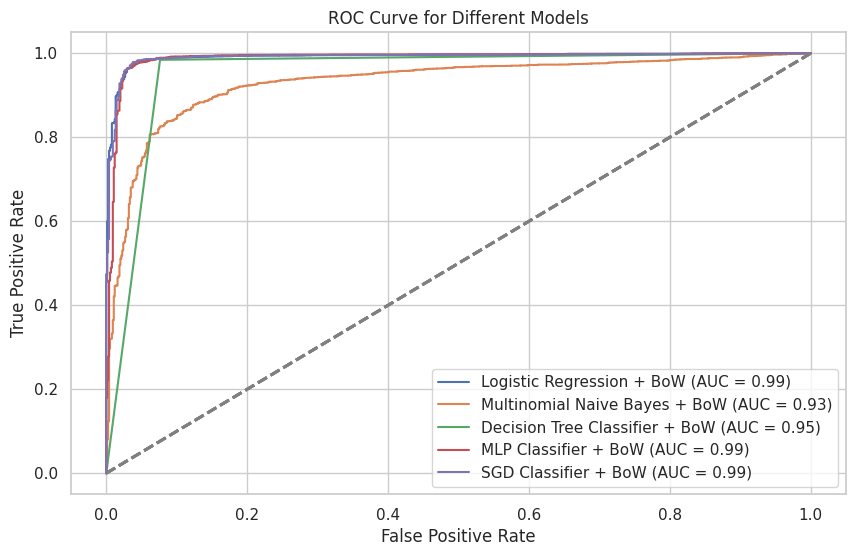 ROC Curve for Different Models
True Positive Rate
1.0
0.8
0.6
0.4
0.2
0.0
Logistic Regression + BoW (AUC = 0.99)
Multinomial Naive Bayes + BoW (AUC = 0.93)
Decision Tree Classifier + BoW (AUC = 0.95)
MLP Classifier + BoW (AUC = 0.99)
SGD Classifier + BoW (AUC = 0.99)
0.0 0.2 0.4 0.6 0.8 1.0
False Positive Rate